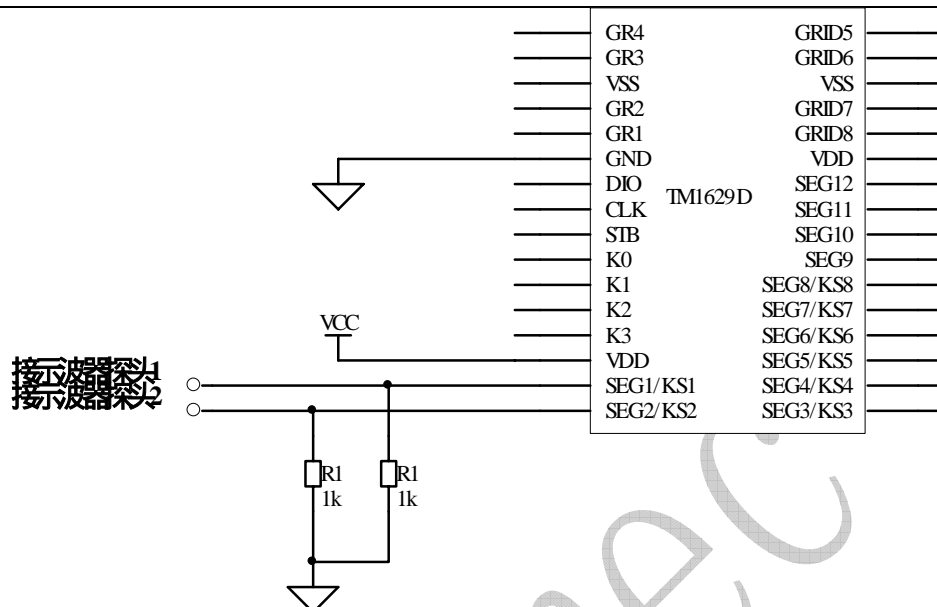 GR4
GR3
VSS
GR2
GR1
GND
DIO
CLK
STB
K0
K1
K2
K3
VDD
SEG1/KS1
SEG2/KS2
TM1629D
GRID5
GRID6
VSS
GRID7
GRID8
VDD
SEG12
SEG11
SEG10
SEG9
SEG8/KS8
SEG7/KS7
SEG6/KS6
SEG5/KS5
SEG4/KS4
SEG3/KS3
VCC
接示波器探头1
接示波器探头2
R1
1k
R1
1k